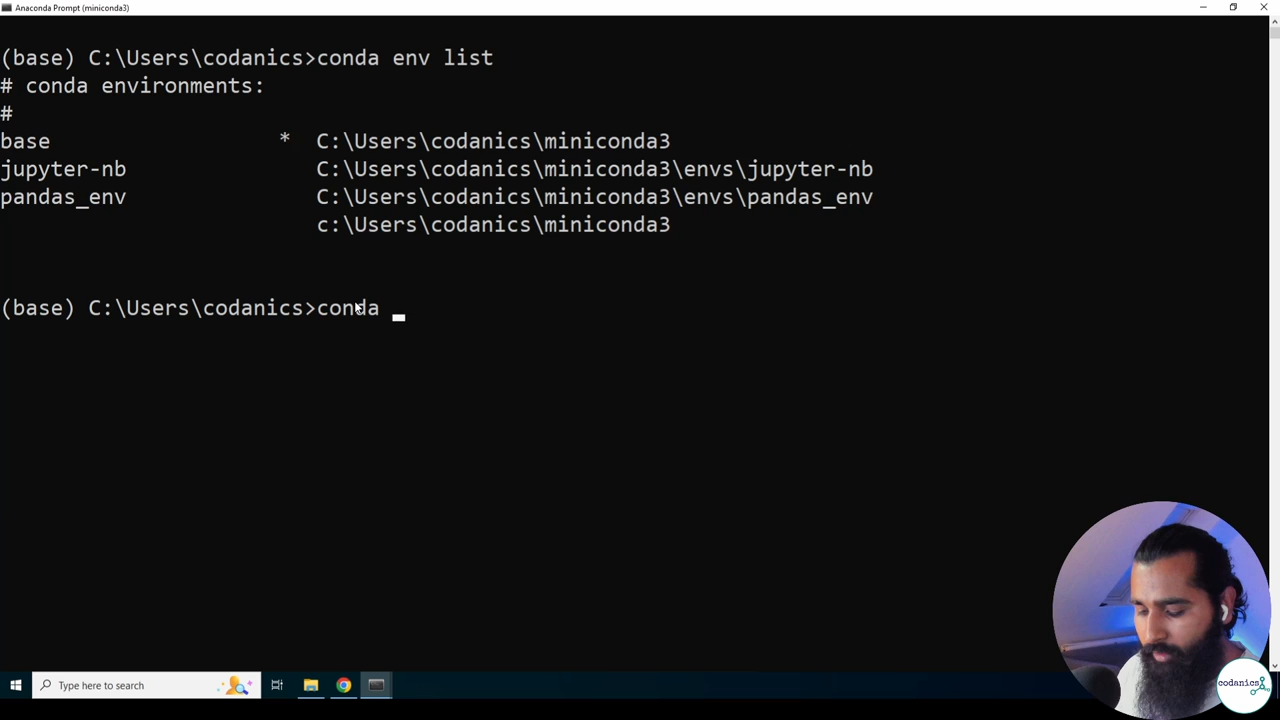 Anaconda Prompt (miniconda3)
(base) C:\Users\codanics>conda env list
# conda environments:
#
base * C:\Users\codanics\miniconda3
jupyter-nb C:\Users\codanics\miniconda3\envs\jupyter-nb
pandas_env C:\Users\codanics\miniconda3\envs\pandas_env
c:\Users\codanics\miniconda3
(base) C:\Users\codanics>conda _
Type here to search
codanics